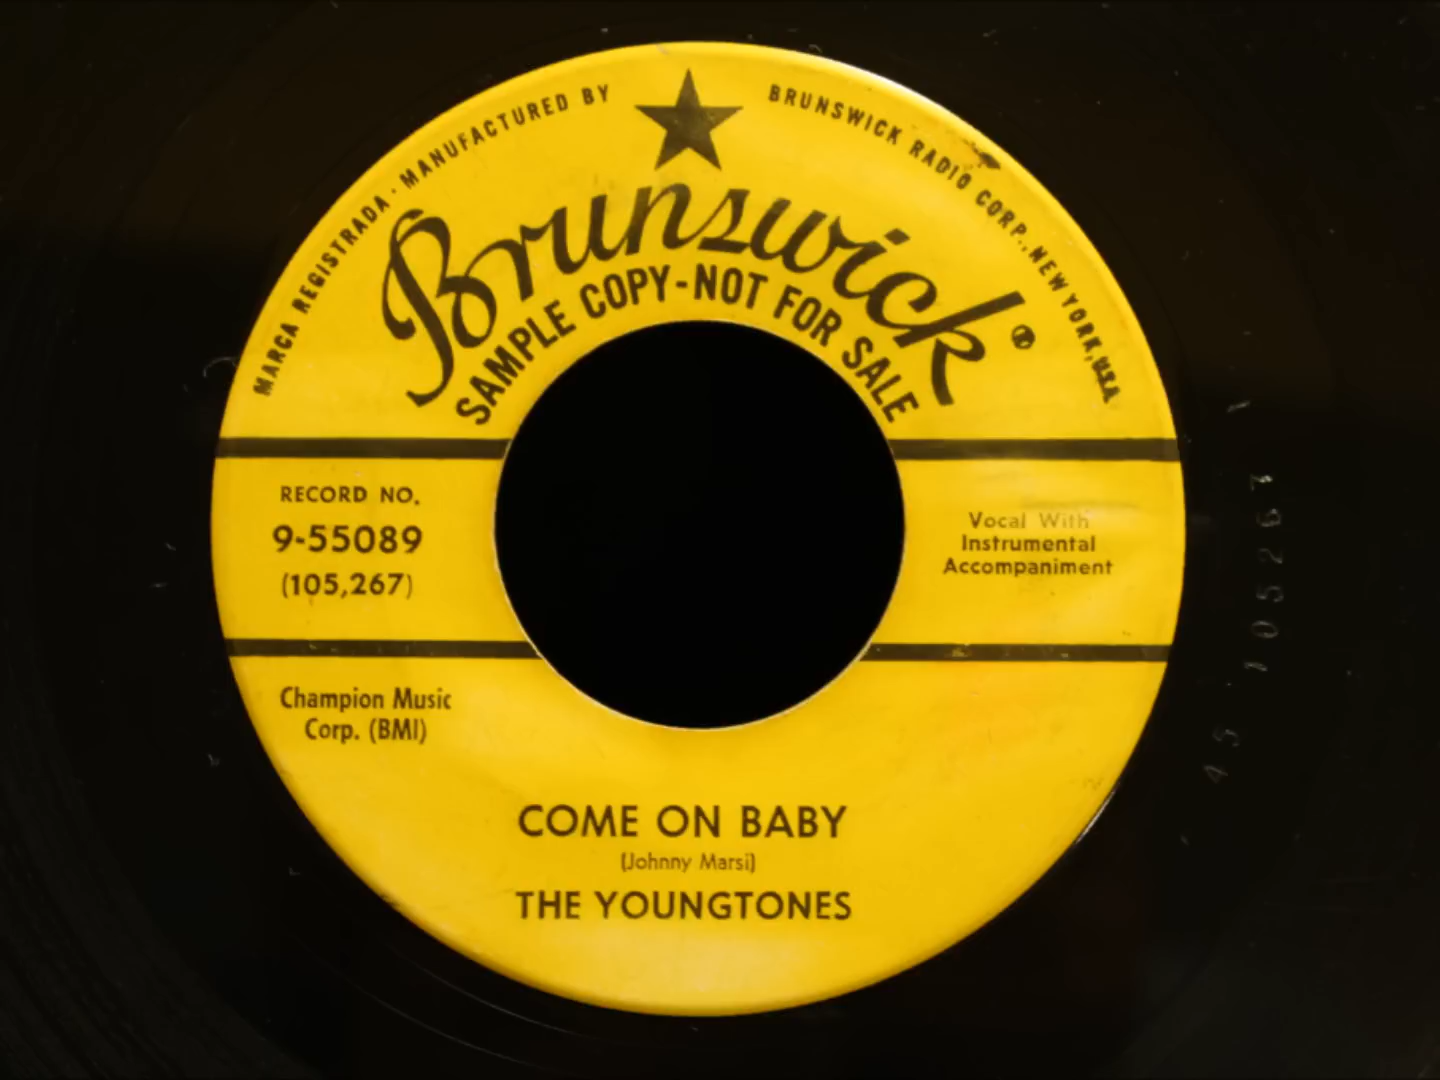 MARCA REGISTRADA · MANUFACTURED BY BRUNSWICK RADIO CORP., NEW YORK, U.S.A.
Brunswick ®
SAMPLE COPY-NOT FOR SALE
RECORD NO.
9-55089
(105,267)
Vocal With
Instrumental
Accompaniment
Champion Music
Corp. (BMI)
COME ON BABY
(Johnny Marsi)
THE YOUNGTONES
45 105267